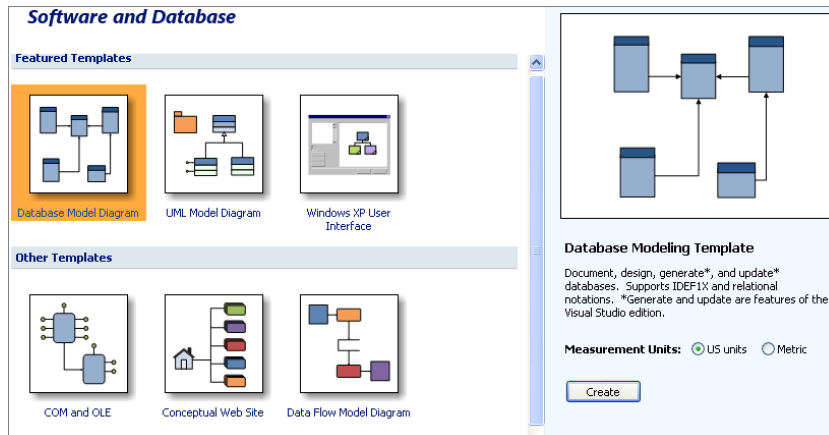 Software and Database
Featured Templates
Database Model Diagram
UML Model Diagram
Windows XP User
Interface
Other Templates
COM and OLE
Conceptual Web Site
Data Flow Model Diagram
Database Modeling Template
Document, design, generate*, and update*
databases. Supports IDEF1X and relational
notations. *Generate and update are features of the
Visual Studio edition.
Measurement Units: US units Metric
Create